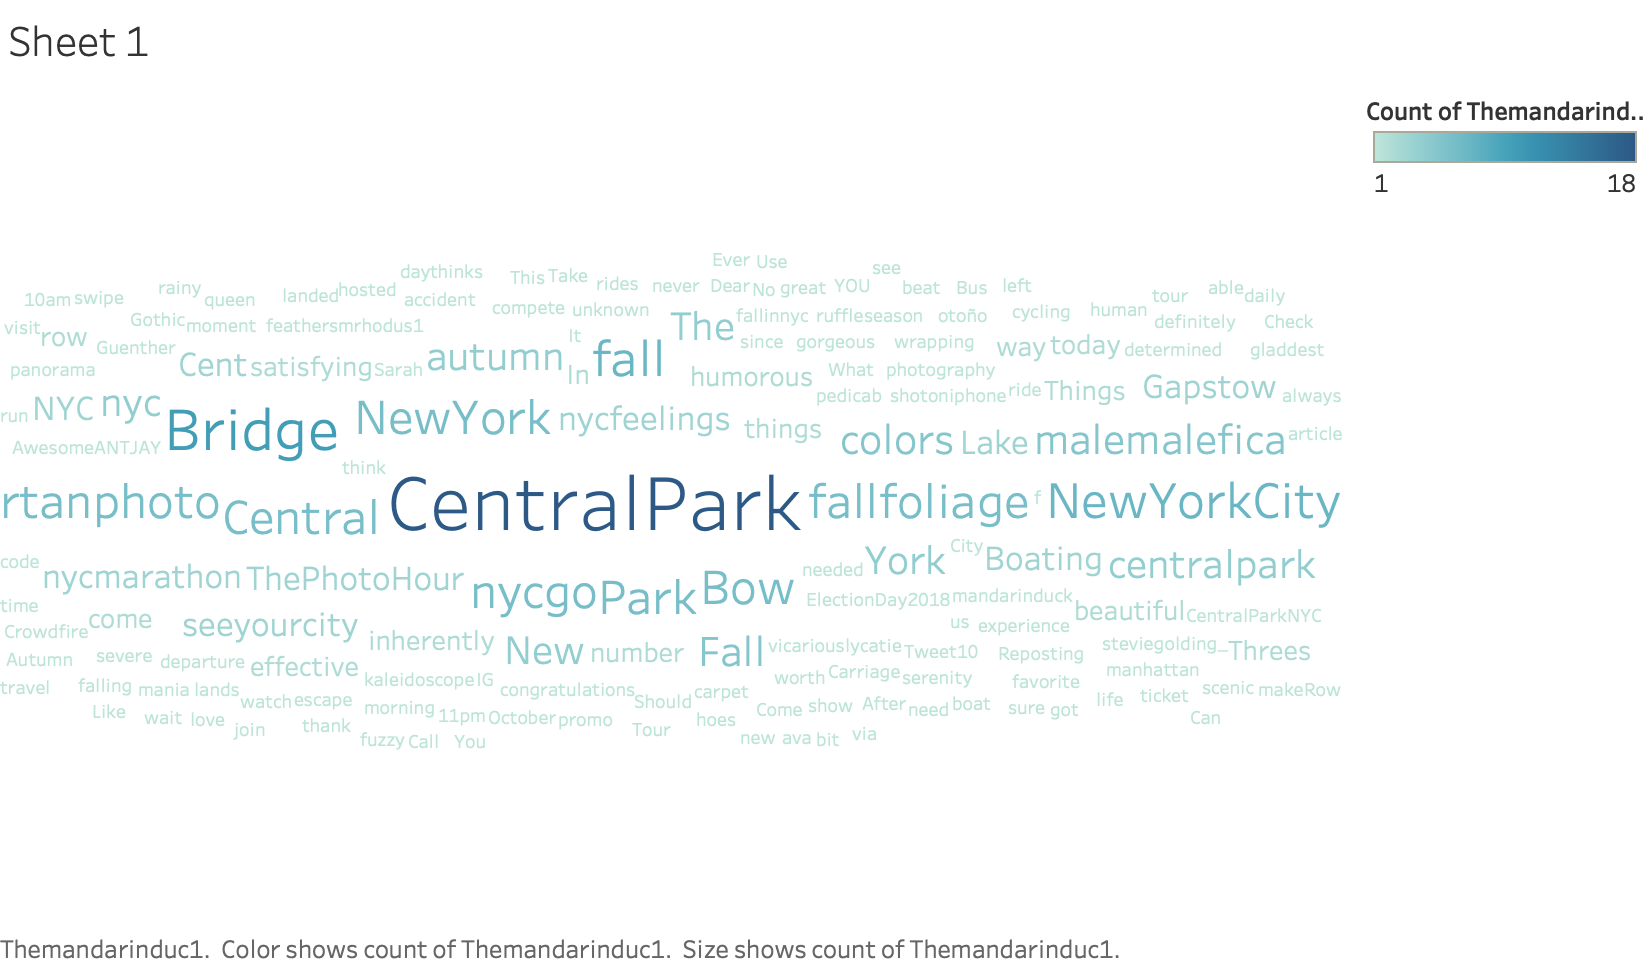 Sheet 1
Count of Themandarind..
1 18
Ever Use
daythinks This Take see
rainy rides never Dear No great YOU beat Bus left able daily
10am swipe queen landed hosted accident tour
compete unknown cycling human
visit row Gothic moment feathersmrhodus1 The fallinnyc ruffleseason otoño definitely Check
Guenther It since gorgeous wrapping way today determined gladdest
panorama Cent satisfying Sarah autumn In fall humorous What photography
run NYC nyc pedicab shotoniphone ride Things Gapstow always
Bridge NewYork nycfeelings things colors Lake malemalefica article
AwesomeANTJAY think
rtanphoto Central CentralPark fallfoliage f NewYorkCity
code needed York City Boating centralpark
nycmarathon ThePhotoHour nycgo Park Bow
time ElectionDay2018 mandarinduck beautiful CentralParkNYC
Crowdfire come seeyourcity inherently us experience
Autumn severe departure effective New number Fall vicariously catie Tweet10 Reposting steviegolding_ Threes
travel falling mania lands kaleidoscope IG congratulations worth Carriage serenity favorite manhattan scenic makeRow
watch escape Should carpet life ticket
Like wait love morning 11pm October promo hoes Come show After need boat sure got Can
join thank Tour
fuzzy Call You new ava bit via
Themandarinduc1.  Color shows count of Themandarinduc1.  Size shows count of Themandarinduc1.